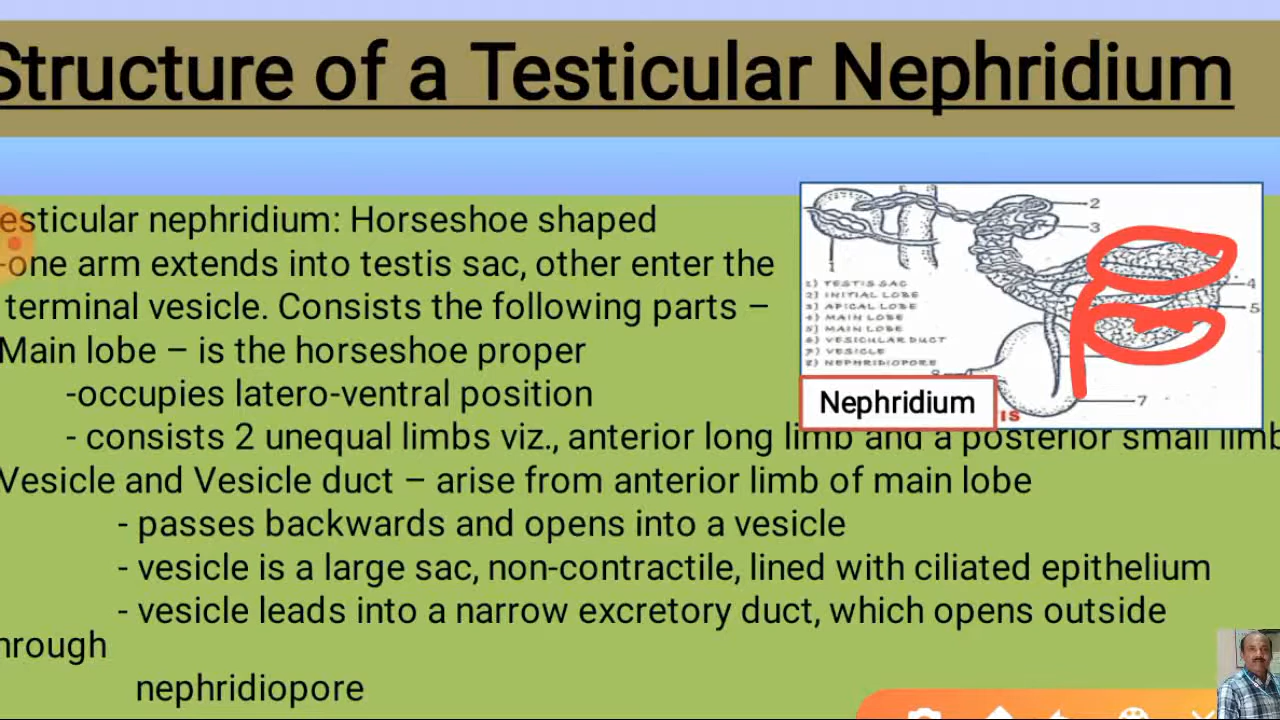 Structure of a Testicular Nephridium
esticular nephridium: Horseshoe shaped
-one arm extends into testis sac, other enter the
terminal vesicle. Consists the following parts –
Main lobe – is the horseshoe proper
-occupies latero-ventral position
- consists 2 unequal limbs viz., anterior long limb and a posterior small limb
Vesicle and Vesicle duct – arise from anterior limb of main lobe
- passes backwards and opens into a vesicle
- vesicle is a large sac, non-contractile, lined with ciliated epithelium
- vesicle leads into a narrow excretory duct, which opens outside
hrough
nephridiopore
2
3
1
4
5
1) TESTIS SAC
2) INITIAL LOBE
3) APICAL LOBE
4) MAIN LOBE
5) MAIN LOBE
6) VESICULAR DUCT
7) VESICLE
8) NEPHRIDIOPORE
8
7
Nephridium
IS